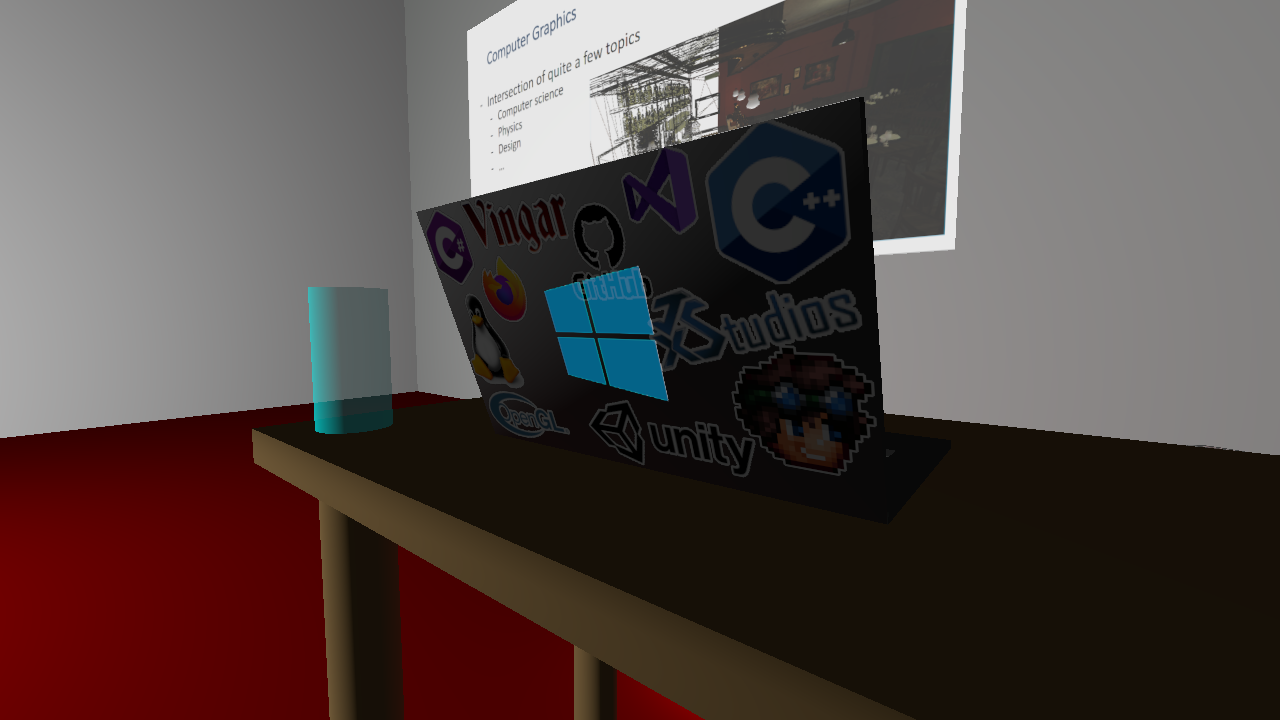 Computer Graphics
- Intersection of quite a few topics
- Computer science
- Physics
- Design
- ...
C#
Vingar
GitHub
C++
Studios
OpenGL
unity